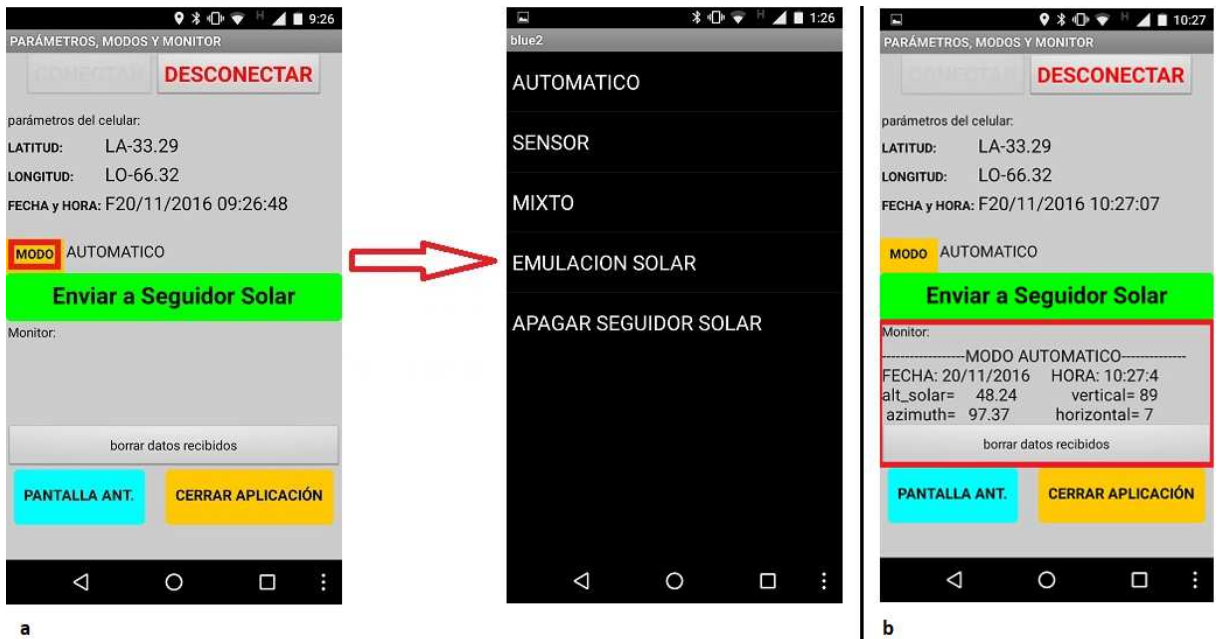 9:26
PARÁMETROS, MODOS Y MONITOR
CONECTAR DESCONECTAR
parámetros del celular:
LATITUD: LA-33.29
LONGITUD: LO-66.32
FECHA y HORA: F20/11/2016 09:26:48
MODO AUTOMATICO
Enviar a Seguidor Solar
Monitor:
borrar datos recibidos
PANTALLA ANT. CERRAR APLICACIÓN
a
H 1:26
blue2
AUTOMATICO
SENSOR
MIXTO
EMULACION SOLAR
APAGAR SEGUIDOR SOLAR
H 10:27
PARÁMETROS, MODOS Y MONITOR
CONECTAR DESCONECTAR
parámetros del celular:
LATITUD: LA-33.29
LONGITUD: LO-66.32
FECHA y HORA: F20/11/2016 10:27:07
MODO AUTOMATICO
Enviar a Seguidor Solar
Monitor:
------------------MODO AUTOMATICO--------------
FECHA: 20/11/2016 HORA: 10:27:4
alt_solar= 48.24 vertical= 89
azimuth= 97.37 horizontal= 7
borrar datos recibidos
PANTALLA ANT. CERRAR APLICACIÓN
b